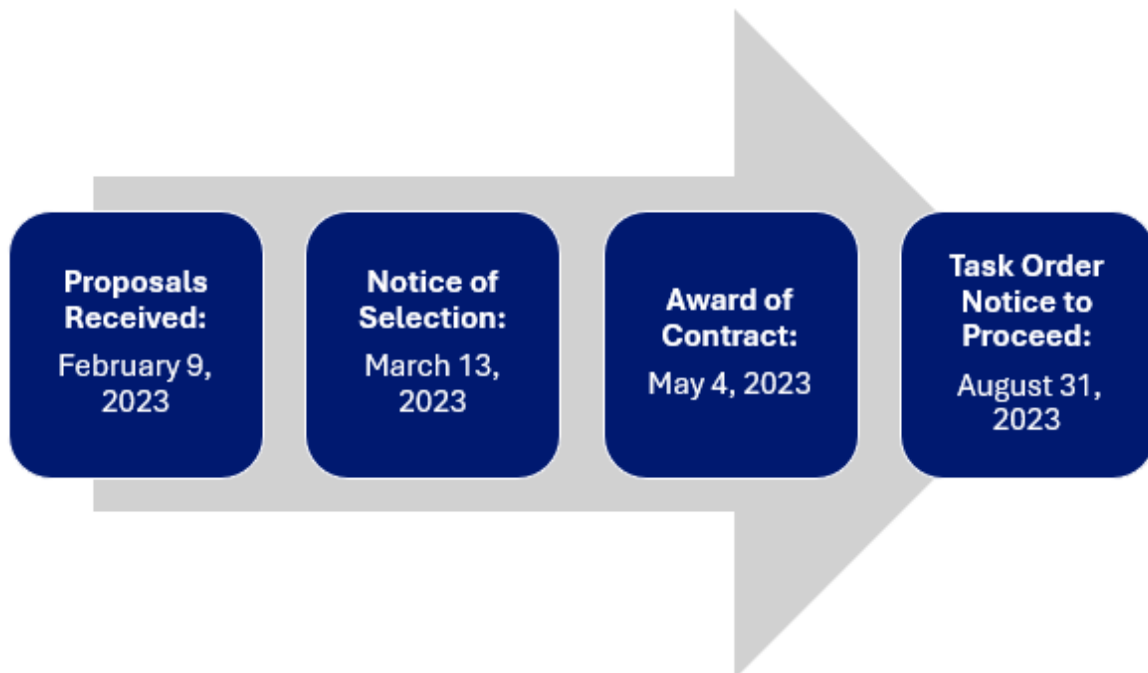 Proposals
Received:
February 9,
2023
Notice of
Selection:
March 13,
2023
Award of
Contract:
May 4, 2023
Task Order
Notice to
Proceed:
August 31,
2023